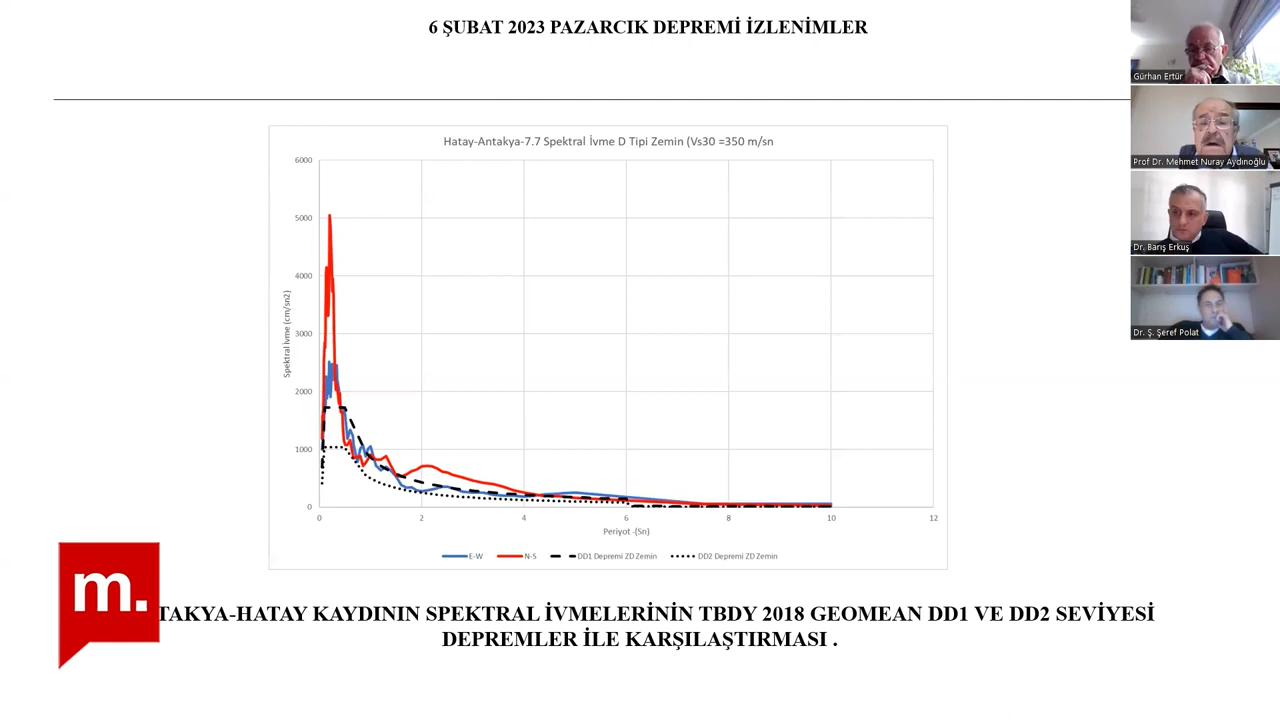 6 ŞUBAT 2023 PAZARCIK DEPREMİ İZLENİMLER
Gürhan Ertür
Prof Dr. Mehmet Nuray Aydınoğlu
Dr. Barış Erkuş
Dr. Ş. Şeref Polat
Hatay-Antakya-7.7 Spektral İvme D Tipi Zemin (Vs30 =350 m/sn
Spektral İvme (cm/sn2)
6000
5000
4000
3000
2000
1000
0
0 2 4 6 8 10 12
Periyot -(Sn)
E-W N-S DD1 Depremi ZD Zemin DD2 Depremi ZD Zemin
m.
TAKYA-HATAY KAYDININ SPEKTRAL İVMELERİNİN TBDY 2018 GEOMEAN DD1 VE DD2 SEVİYESİ
DEPREMLER İLE KARŞILAŞTIRMASI .